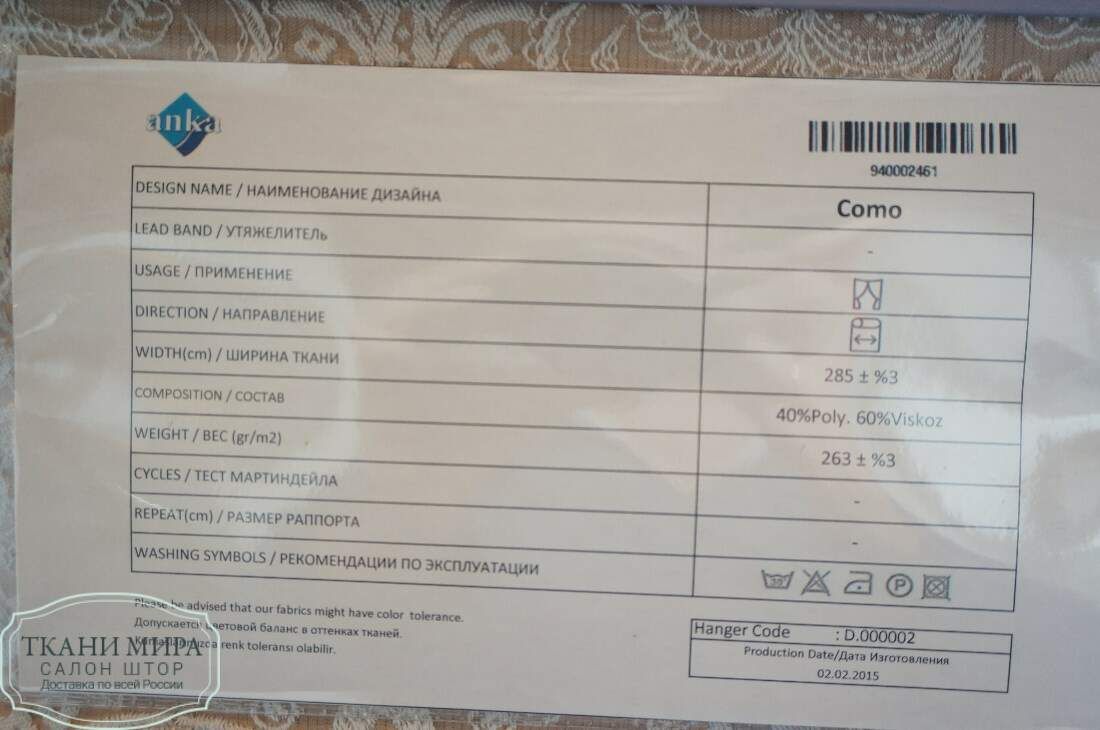 anka
940002461
DESIGN NAME / НАИМЕНОВАНИЕ ДИЗАЙНА Como
LEAD BAND / УТЯЖЕЛИТЕЛЬ -
USAGE / ПРИМЕНЕНИЕ
DIRECTION / НАПРАВЛЕНИЕ
WIDTH(cm) / ШИРИНА ТКАНИ 285 ± %3
COMPOSITION / СОСТАВ 40%Poly. 60%Viskoz
WEIGHT / ВЕС (gr/m2) 263 ± %3
CYCLES / ТЕСТ МАРТИНДЕЙЛА -
REPEAT(cm) / РАЗМЕР РАППОРТА -
WASHING SYMBOLS / РЕКОМЕНДАЦИИ ПО ЭКСПЛУАТАЦИИ 30 P
Please be advised that our fabrics might have color tolerance.
Допускается цветовой баланс в оттенках тканей.
renk toleransı olabilir.
Hanger Code : D.000002
Production Date/Дата Изготовления
02.02.2015
ТКАНИ МИРА
САЛОН ШТОР
Доставка по всей России